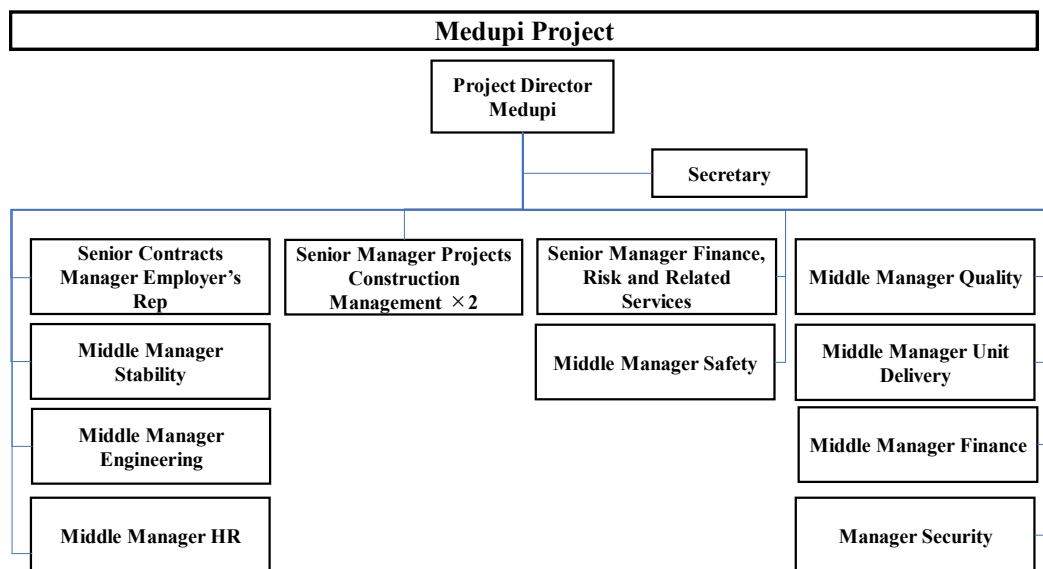 Medupi Project
Project Director
Medupi
Secretary
Senior Contracts
Manager Employer's
Rep
Senior Manager Projects
Construction
Management ×2
Senior Manager Finance,
Risk and Related
Services
Middle Manager Quality
Middle Manager
Stability
Middle Manager Safety
Middle Manager Unit
Delivery
Middle Manager
Engineering
Middle Manager Finance
Middle Manager HR
Manager Security